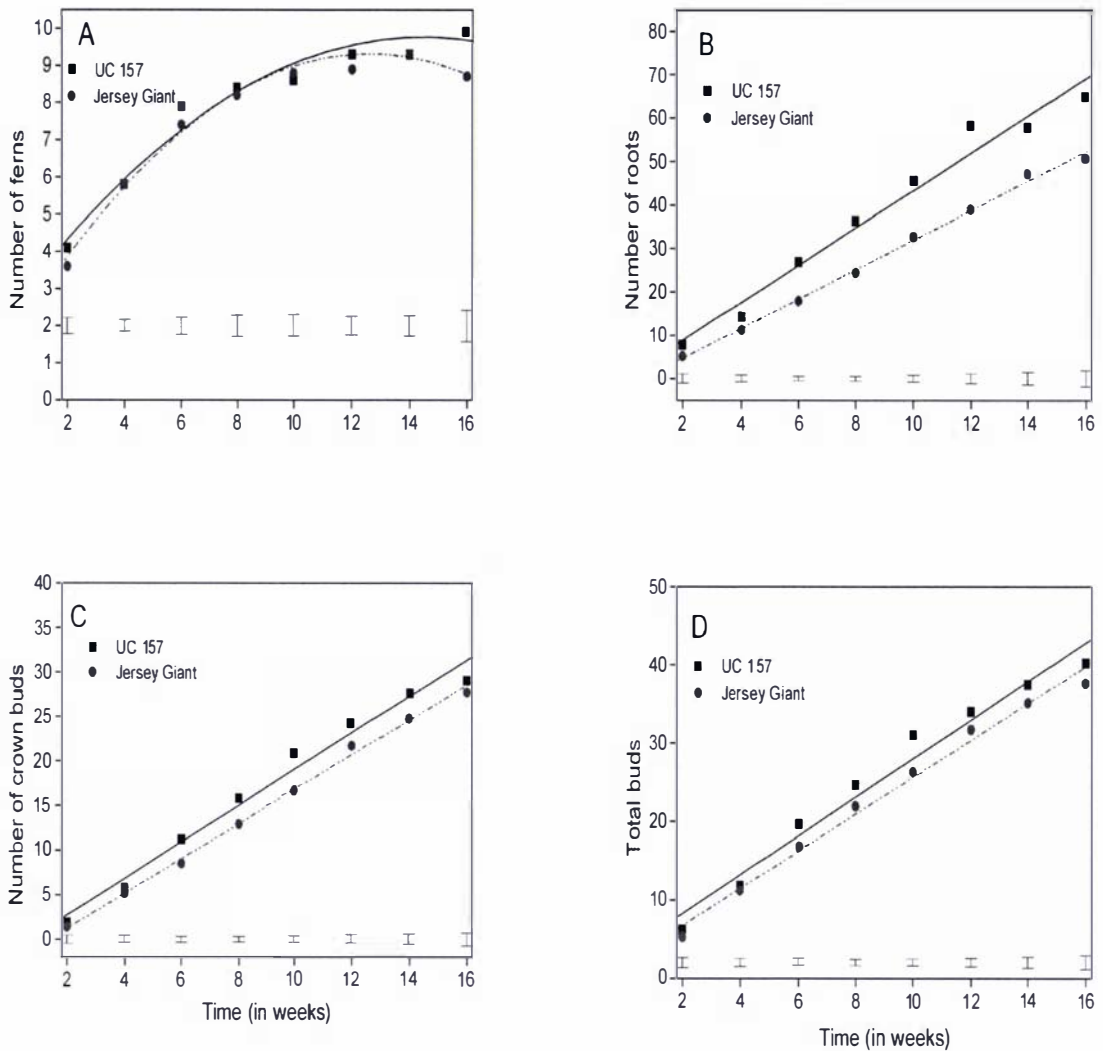 A
UC 157
Jersey Giant
Number of ferns
10
9
8
7
6
5
4
3
2
1
0
2 4 6 8 10 12 14 16
B
UC 157
Jersey Giant
Number of roots
80
70
60
50
40
30
20
10
0
2 4 6 8 10 12 14 16
C
UC 157
Jersey Giant
Number of crown buds
40
35
30
25
20
15
10
5
0
2 4 6 8 10 12 14 16
Time (in weeks)
D
UC 157
Jersey Giant
Total buds
50
40
30
20
10
0
2 4 6 8 10 12 14 16
Time (in weeks)